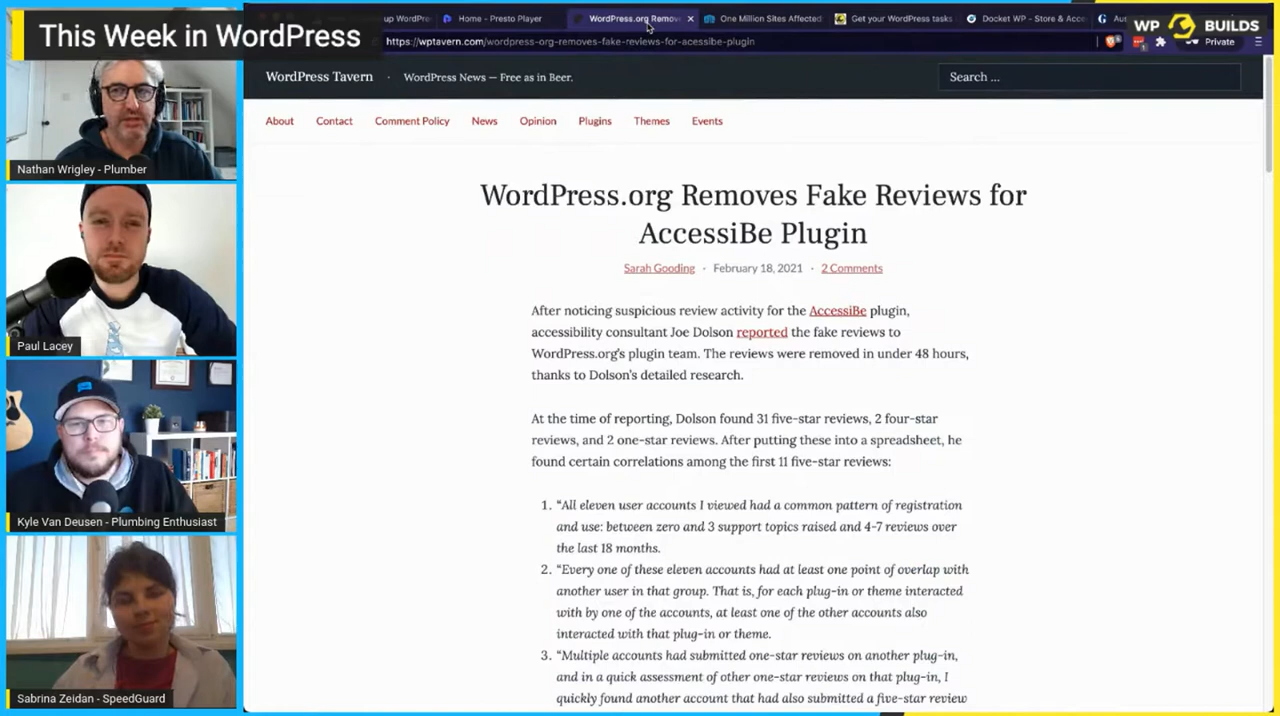 This Week in WordPress
Home - Presto Player
WordPress.org Remov
One Million Sites Affected
Get your WordPress tasks
Docket WP - Store & Acce
WP BUILDS
https://wptavern.com/wordpress-org-removes-fake-reviews-for-acessibe-plugin
Private
WordPress Tavern · WordPress News — Free as in Beer.
Search ...
About Contact Comment Policy News Opinion Plugins Themes Events
WordPress.org Removes Fake Reviews for
AccessiBe Plugin
Sarah Gooding · February 18, 2021 · 2 Comments
After noticing suspicious review activity for the AccessiBe plugin,
accessibility consultant Joe Dolson reported the fake reviews to
WordPress.org's plugin team. The reviews were removed in under 48 hours,
thanks to Dolson's detailed research.
At the time of reporting, Dolson found 31 five-star reviews, 2 four-star
reviews, and 2 one-star reviews. After putting these into a spreadsheet, he
found certain correlations among the first 11 five-star reviews:
1. “All eleven user accounts I viewed had a common pattern of registration
and use: between zero and 3 support topics raised and 4-7 reviews over
the last 18 months.
2. “Every one of these eleven accounts had at least one point of overlap with
another user in that group. That is, for each plug-in or theme interacted
with by one of the accounts, at least one of the other accounts also
interacted with that plug-in or theme.
3. “Multiple accounts had submitted one-star reviews on another plug-in,
and in a quick assessment of other one-star reviews on that plug-in, I
quickly found another account that had also submitted a five-star review
Nathan Wrigley - Plumber
Paul Lacey
Kyle Van Deusen - Plumbing Enthusiast
Sabrina Zeidan - SpeedGuard